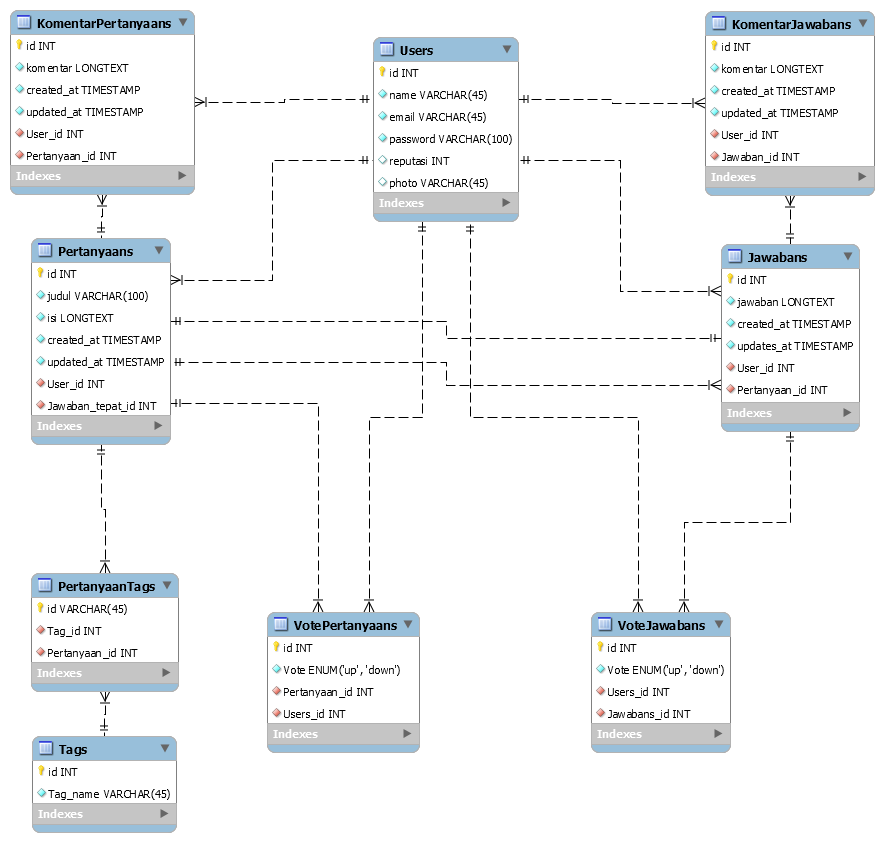 KomentarPertanyaans
id INT
komentar LONGTEXT
created_at TIMESTAMP
updated_at TIMESTAMP
User_id INT
Pertanyaan_id INT
Indexes
Users
id INT
name VARCHAR(45)
email VARCHAR(45)
password VARCHAR(100)
reputasi INT
photo VARCHAR(45)
Indexes
KomentarJawabans
id INT
komentar LONGTEXT
created_at TIMESTAMP
updated_at TIMESTAMP
User_id INT
Jawaban_id INT
Indexes
Pertanyaans
id INT
judul VARCHAR(100)
isi LONGTEXT
created_at TIMESTAMP
updated_at TIMESTAMP
User_id INT
Jawaban_tepat_id INT
Indexes
Jawabans
id INT
jawaban LONGTEXT
created_at TIMESTAMP
updates_at TIMESTAMP
User_id INT
Pertanyaan_id INT
Indexes
PertanyaanTags
id VARCHAR(45)
Tag_id INT
Pertanyaan_id INT
Indexes
VotePertanyaans
id INT
Vote ENUM('up', 'down')
Pertanyaan_id INT
Users_id INT
Indexes
VoteJawabans
id INT
Vote ENUM('up', 'down')
Users_id INT
Jawabans_id INT
Indexes
Tags
id INT
Tag_name VARCHAR(45)
Indexes